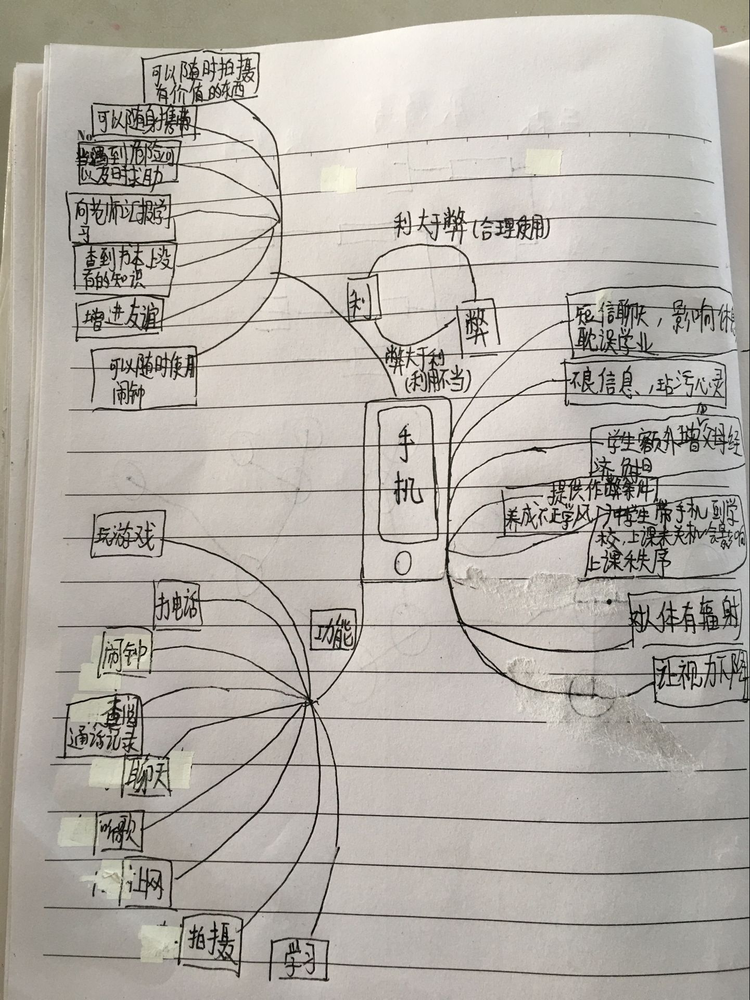 可以随时拍摄
有价值的东西
可以随身携带
No.
当遇到危险可
以及时求助
向老师汇报学
习
查到书本上没
有的知识
增进友谊
可以随时使用
闹钟
利大于弊(合理使用)
利
弊
弊大于利
(利用不当)
手
机
短信聊天，影响休息
耽误学业
不良信息，玷污心灵
加
学生额外增父母经
济负担
提供作弊条件
养成不正学风
中学生带手机到学
校，上课未关机会影响
上课秩序
对人体有辐射
让视力下降
功能
玩游戏
打电话
闹钟
查阅
通话记录
聊天
听歌
上网
拍摄
学习